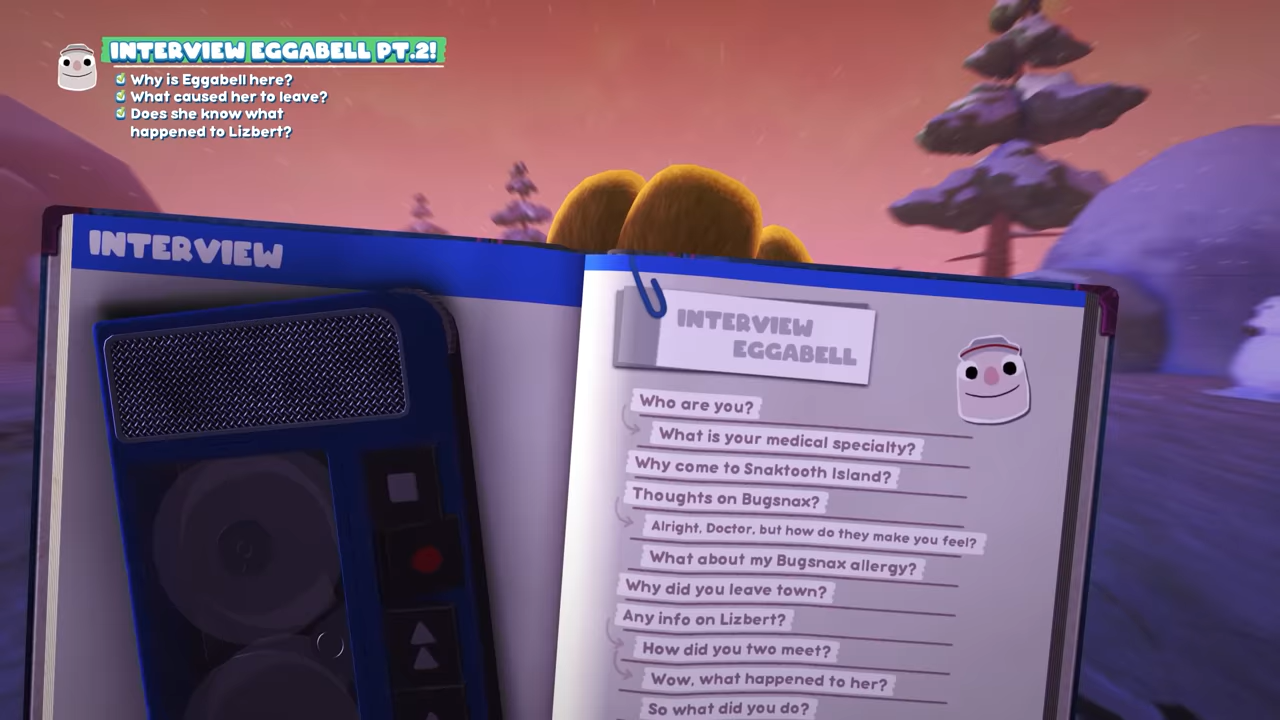 INTERVIEW EGGABELL PT.2!
Why is Eggabell here?
What caused her to leave?
Does she know what
happened to Lizbert?
INTERVIEW
INTERVIEW
EGGABELL
Who are you?
What is your medical specialty?
Why come to Snaktooth Island?
Thoughts on Bugsnax?
Alright, Doctor, but how do they make you feel?
What about my Bugsnax allergy?
Why did you leave town?
Any info on Lizbert?
How did you two meet?
Wow, what happened to her?
So what did you do?